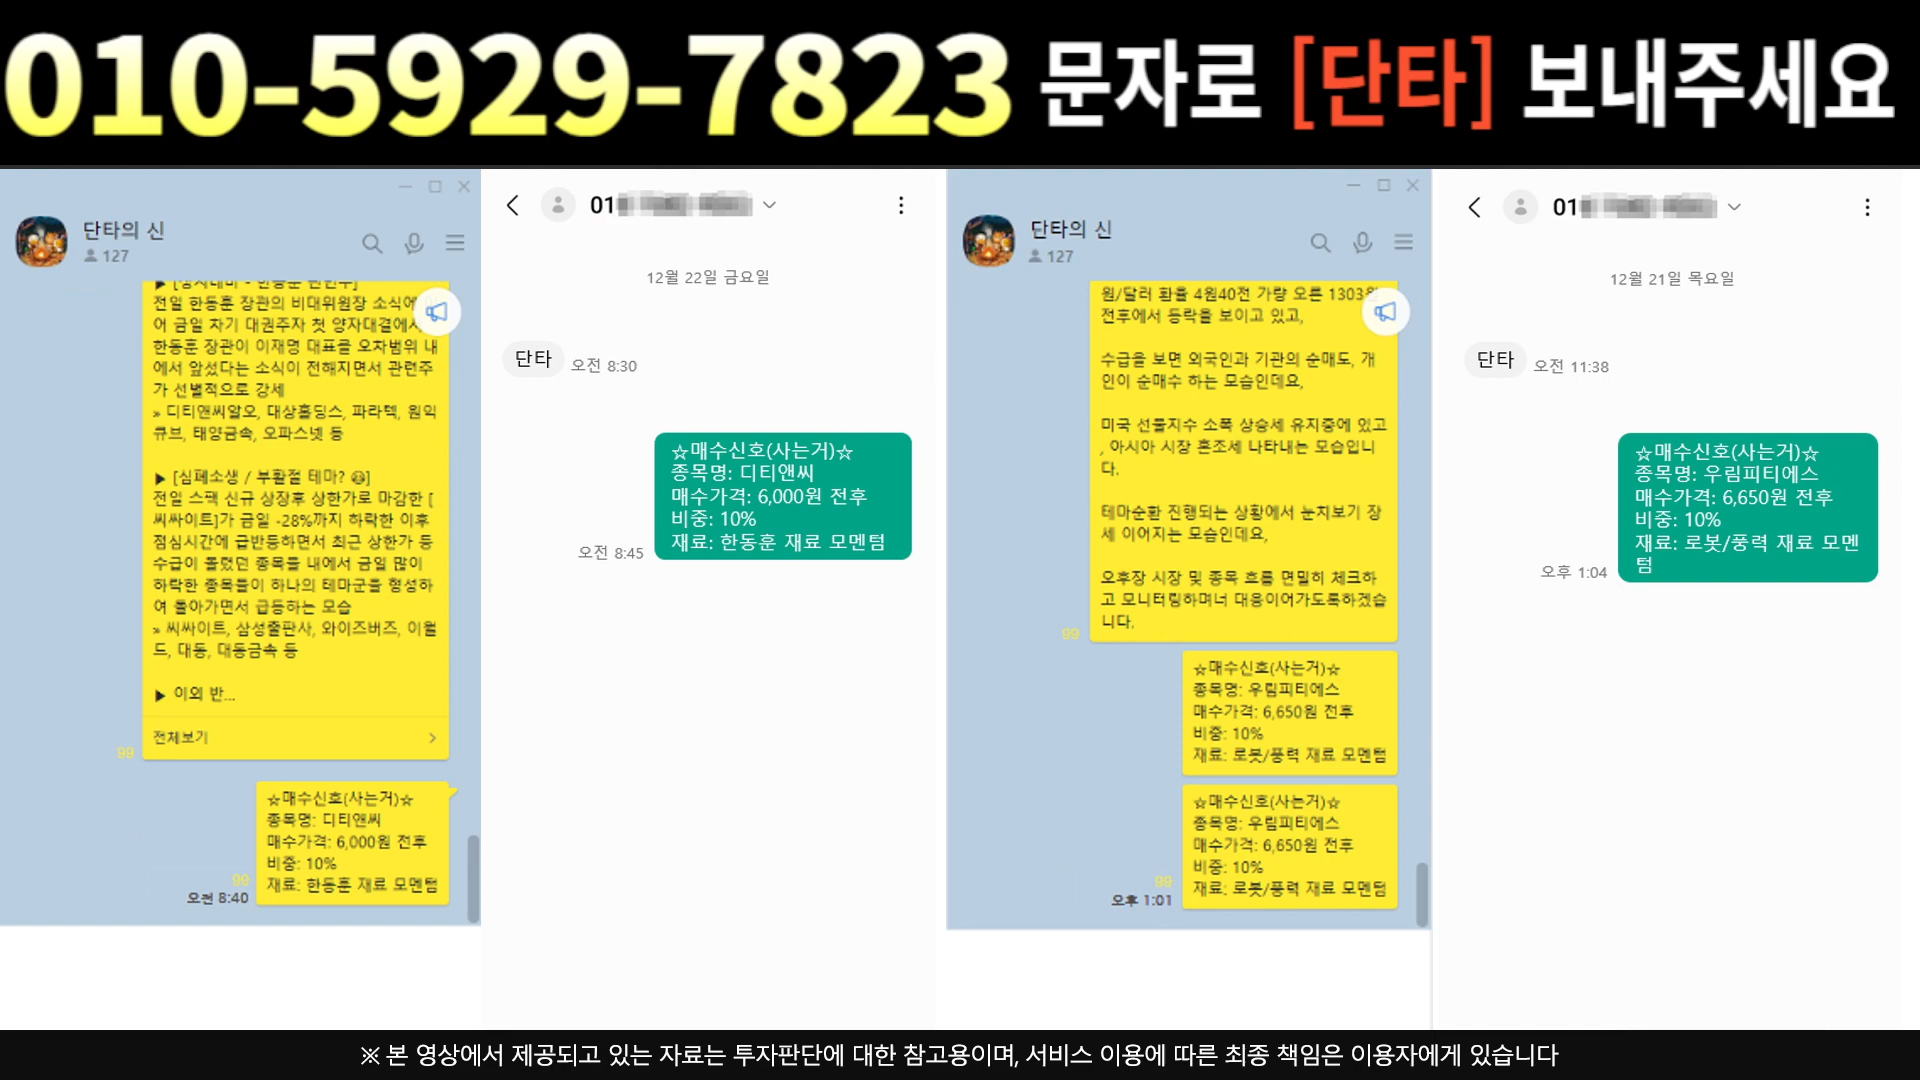 010-5929-7823 문자로 [단타] 보내주세요
단타의 신
127
전일 한동훈 장관의 비대위원장 소식에
어 금일 차기 대권주자 첫 양자대결에서
한동훈 장관이 이재명 대표를 오차범위 내
에서 앞섰다는 소식이 전해지면서 관련주
가 선별적으로 강세
» 디티앤씨알오, 대상홀딩스, 파라텍, 원익
큐브, 태양금속, 오파스넷 등
▶ [심폐소생 / 부활절 테마? 😃]
전일 스팩 신규 상장후 상한가로 마감한 [
씨싸이트]가 금일 -28%까지 하락한 이후
점심시간에 급반등하면서 최근 상한가 등
수급이 몰렸던 종목들 내에서 금일 많이
하락한 종목들이 하나의 테마군을 형성하
여 돌아가면서 급등하는 모습
» 씨싸이트, 삼성출판사, 와이즈버즈, 이월
드, 대동, 대동금속 등
▶ 이외 반...
전체보기
99
☆매수신호(사는거)☆
종목명: 디티앤씨
매수가격: 6,000원 전후
비중: 10%
재료: 한동훈 재료 모멘텀
99
오전 8:40
01
12월 22일 금요일
단타
오전 8:30
☆매수신호(사는거)☆
종목명: 디티앤씨
매수가격: 6,000원 전후
비중: 10%
재료: 한동훈 재료 모멘텀
오전 8:45
단타의 신
127
원/달러 환율 4원40전 가량 오른 1303원
전후에서 등락을 보이고 있고,
수급을 보면 외국인과 기관의 순매도, 개
인이 순매수 하는 모습인데요,
미국 선물지수 소폭 상승세 유지중에 있고
, 아시아 시장 혼조세 나타내는 모습입니
다.
테마순환 진행되는 상황에서 눈치보기 장
세 이어지는 모습인데요,
오후장 시장 및 종목 흐름 면밀히 체크하
고 모니터링하며너 대응이어가도록하겠습
니다.
99
☆매수신호(사는거)☆
종목명: 우림피티에스
매수가격: 6,650원 전후
비중: 10%
재료: 로봇/풍력 재료 모멘텀
☆매수신호(사는거)☆
종목명: 우림피티에스
매수가격: 6,650원 전후
비중: 10%
재료: 로봇/풍력 재료 모멘텀
99
오후 1:01
01
12월 21일 목요일
단타
오전 11:38
☆매수신호(사는거)☆
종목명: 우림피티에스
매수가격: 6,650원 전후
비중: 10%
재료: 로봇/풍력 재료 모멘
텀
오후 1:04
※ 본 영상에서 제공되고 있는 자료는 투자판단에 대한 참고용이며, 서비스 이용에 따른 최종 책임은 이용자에게 있습니다